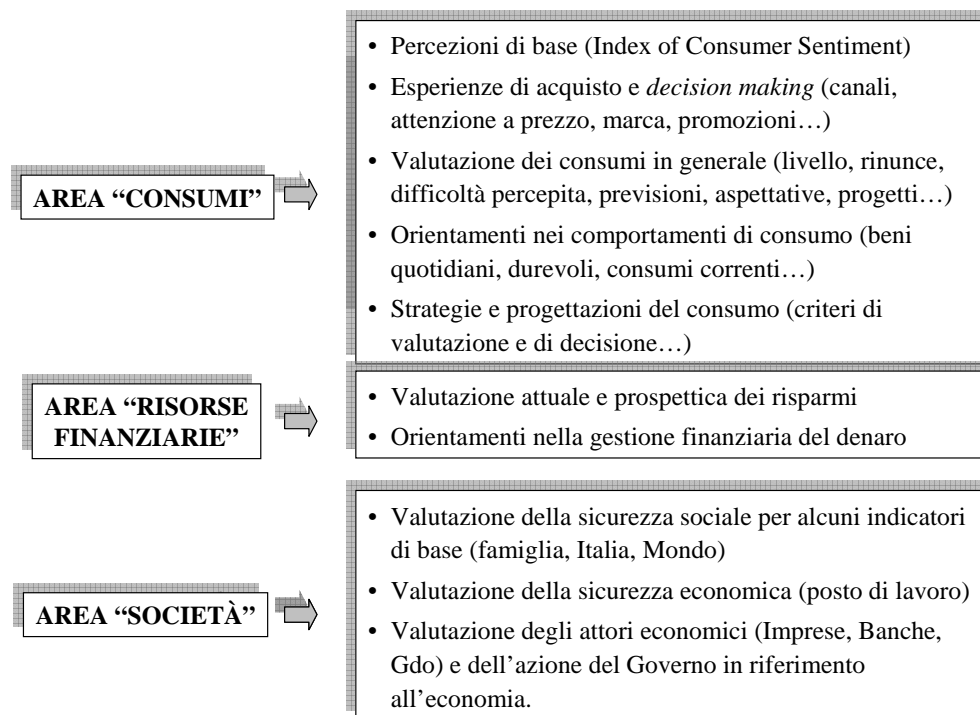 AREA “CONSUMI”
• Percezioni di base (Index of Consumer Sentiment)
• Esperienze di acquisto e decision making (canali,
attenzione a prezzo, marca, promozioni…)
• Valutazione dei consumi in generale (livello, rinunce,
difficoltà percepita, previsioni, aspettative, progetti…)
• Orientamenti nei comportamenti di consumo (beni
quotidiani, durevoli, consumi correnti…)
• Strategie e progettazioni del consumo (criteri di
valutazione e di decisione…)
AREA “RISORSE
FINANZIARIE”
• Valutazione attuale e prospettica dei risparmi
• Orientamenti nella gestione finanziaria del denaro
AREA “SOCIETÀ”
• Valutazione della sicurezza sociale per alcuni indicatori
di base (famiglia, Italia, Mondo)
• Valutazione della sicurezza economica (posto di lavoro)
• Valutazione degli attori economici (Imprese, Banche,
Gdo) e dell’azione del Governo in riferimento
all’economia.